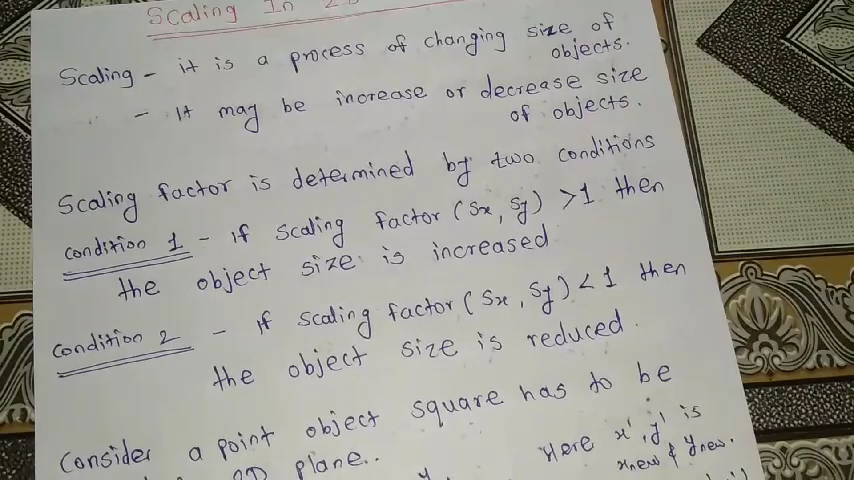 Scaling In 2D
Scaling - it is a process of changing size of
objects.
- It may be increase or decrease size
of objects.
Scaling factor is determined by two conditions
condition 1 - if scaling factor (Sx, Sy) > 1 then
the object size is increased
condition 2 - if scaling factor (Sx, Sy) < 1 then
the object size is reduced.
Consider a point object square has to be
2D plane..
Here x', y' is
xnew & ynew.